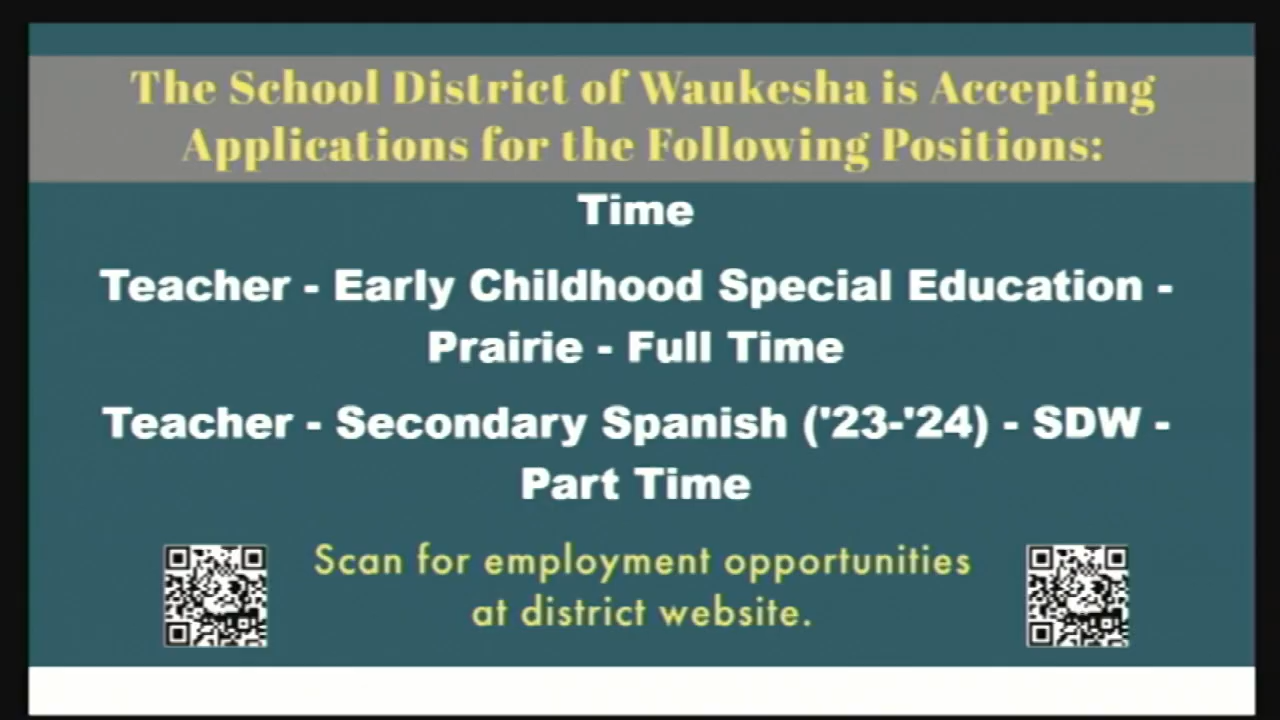 The School District of Waukesha is Accepting
Applications for the Following Positions:
Time
Teacher - Early Childhood Special Education -
Prairie - Full Time
Teacher - Secondary Spanish ('23-'24) - SDW -
Part Time
Scan for employment opportunities
at district website.